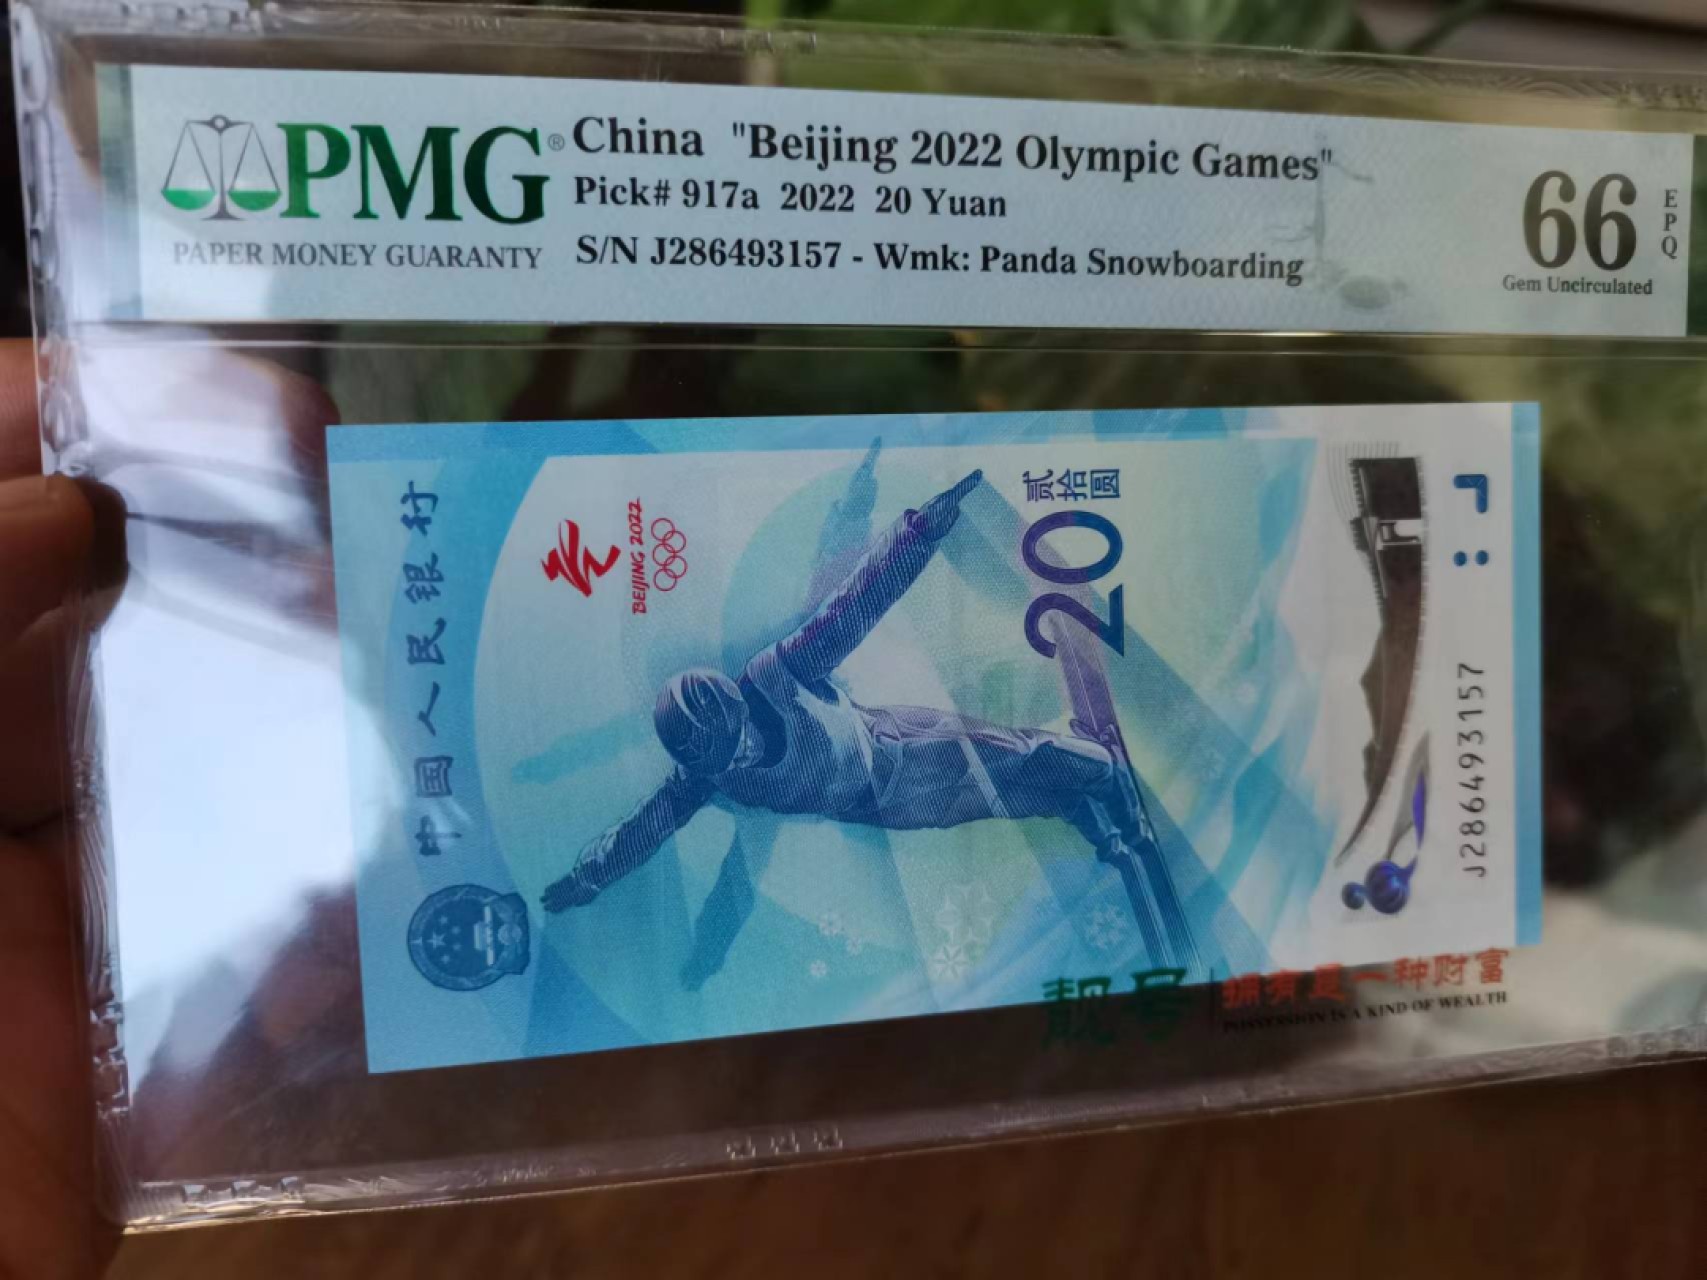 PMG®
PAPER MONEY GUARANTY
China "Beijing 2022 Olympic Games"
Pick# 917a 2022 20 Yuan
S/N J286493157 - Wmk: Panda Snowboarding
66
EPQ
Gem Uncirculated
中国人民银行
BEIJING 2022
贰拾圆
20
J286493157
靓号
拥有是一种财富
POSSESSION IS A KIND OF WEALTH